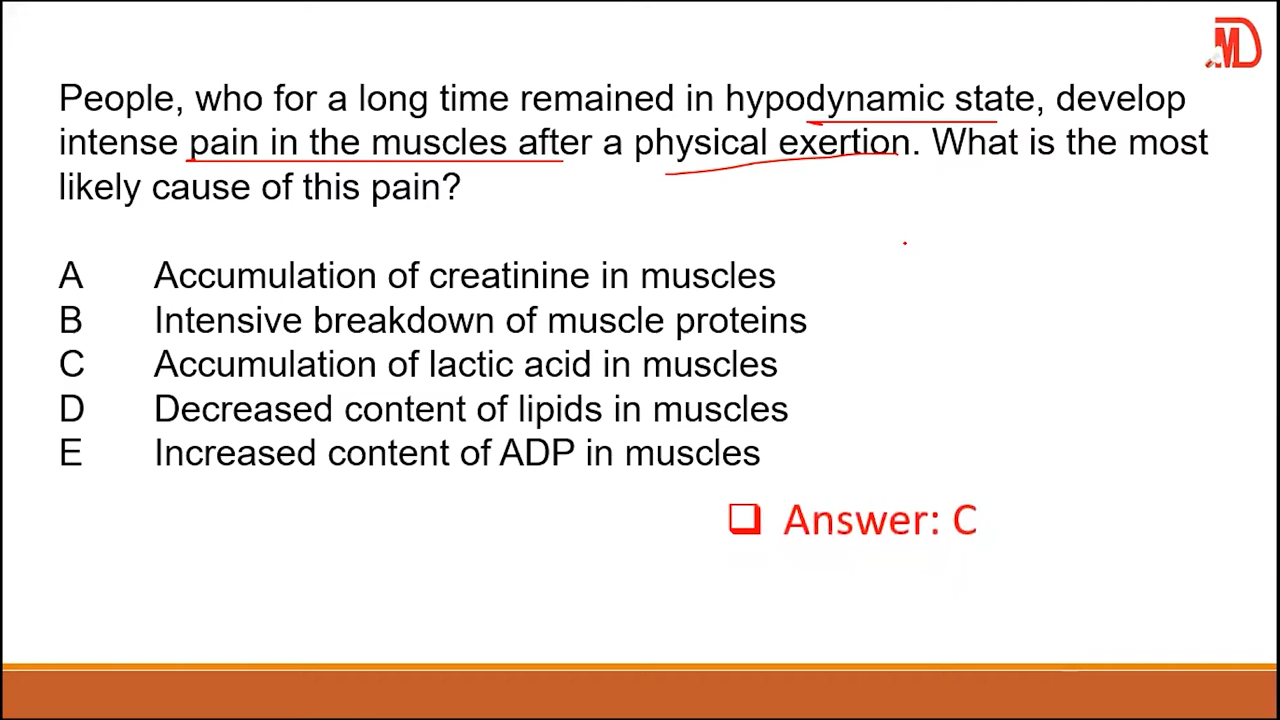 MD
People, who for a long time remained in hypodynamic state, develop
intense pain in the muscles after a physical exertion. What is the most
likely cause of this pain?
A Accumulation of creatinine in muscles
B Intensive breakdown of muscle proteins
C Accumulation of lactic acid in muscles
D Decreased content of lipids in muscles
E Increased content of ADP in muscles
Answer: C